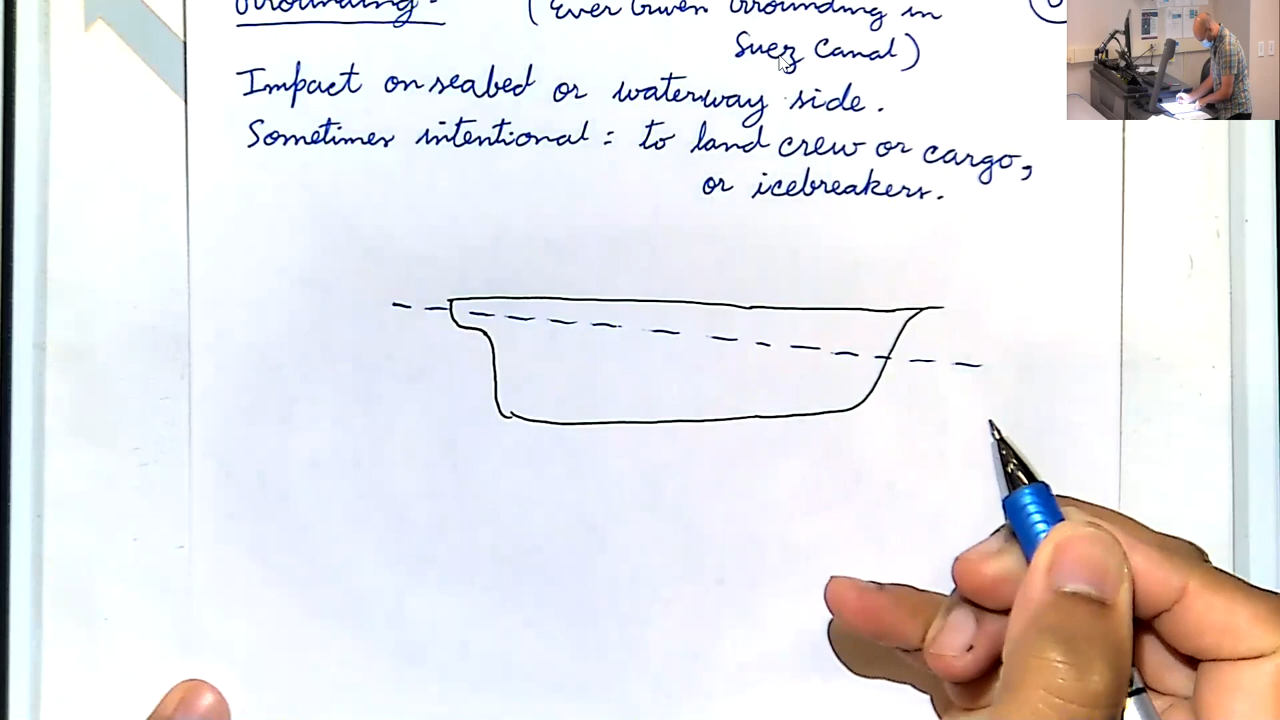 Grounding: (Ever Given Grounding in
Suez Canal)
Impact on seabed or waterway side.
Sometimes intentional: to land crew or cargo,
or icebreakers.